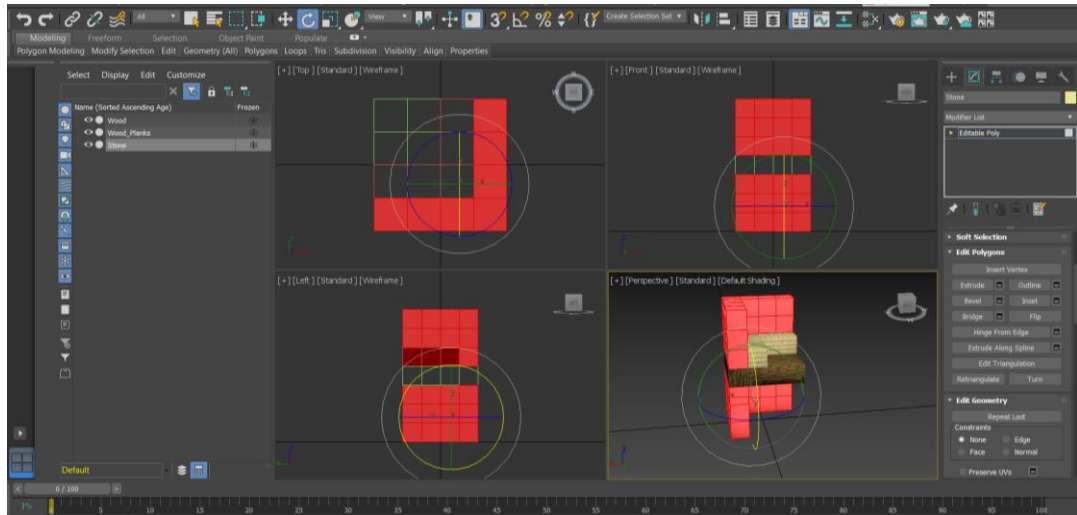 All
View
Create Selection Set
Modeling Freeform Selection Object Paint Populate
Polygon Modeling Modify Selection Edit Geometry (All) Polygons Loops Tris Subdivision Visibility Align Properties
Select Display Edit Customize
Name (Sorted Ascending Age) Frozen
Wood
Wood_Planks
Stone
Default
[+] [Top] [Standard] [Wireframe]
[+] [Front] [Standard] [Wireframe]
[+] [Left] [Standard] [Wireframe]
[+] [Perspective] [Standard] [Default Shading]
Stone
Modifier List
Editable Poly
Soft Selection
Edit Polygons
Insert Vertex
Extrude Outline
Bevel Inset
Bridge Flip
Hinge From Edge
Extrude Along Spline
Edit Triangulation
Retriangulate Turn
Edit Geometry
Repeat Last
Constraints
None Edge
Face Normal
Preserve UVs
0 / 100
5 10 15 20 25 30 35 40 45 50 55 60 65 70 75 80 85 90 95 100